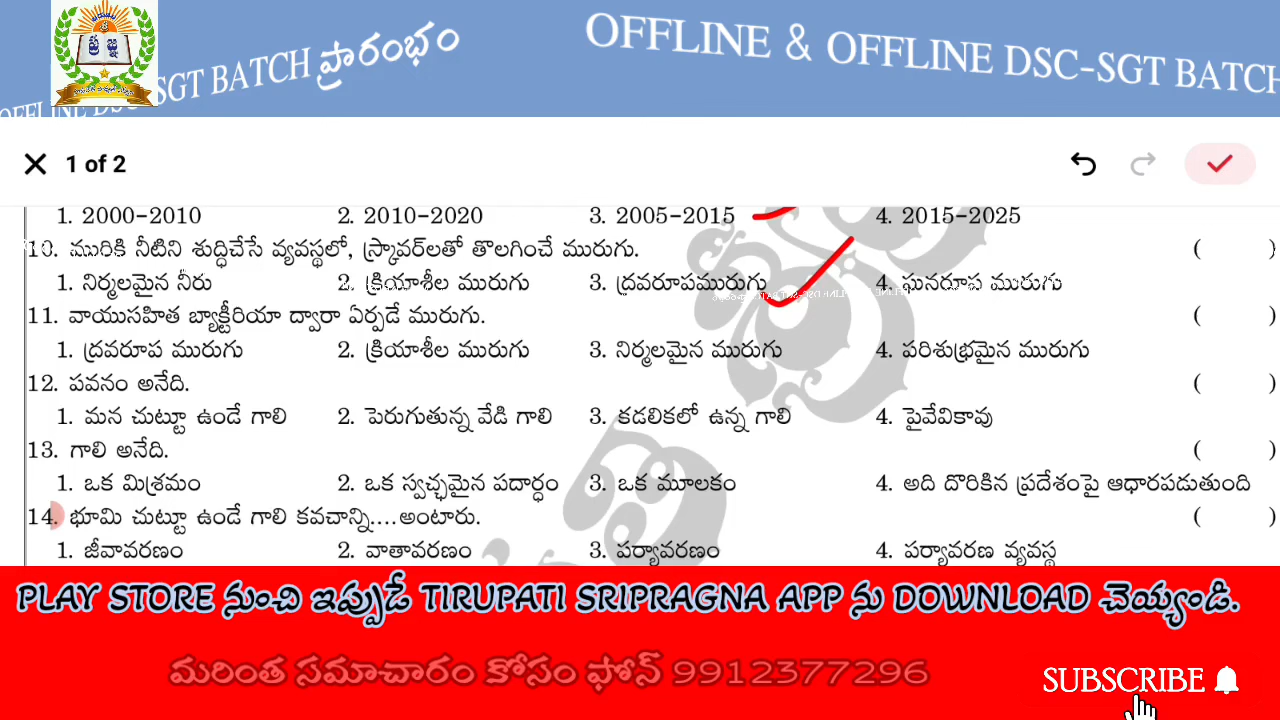 OFFLINE DSC-SGT BATCH ప్రారంభం
OFFLINE & OFFLINE DSC-SGT BATCH
ప్రజ్ఞ
1 of 2
1. 2000-2010 2. 2010-2020 3. 2005-2015 4. 2015-2025
10. మురికి నీటిని శుద్ధిచేసే వ్యవస్థలో, స్క్రావర్‌లతో తొలగించే మురుగు. ( )
1. నిర్మలమైన నీరు 2. క్రియాశీల మురుగు 3. ద్రవరూపమురుగు 4. ఘనరూప మురుగు
11. వాయుసహిత బ్యాక్టీరియా ద్వారా ఏర్పడే మురుగు. ( )
1. ద్రవరూప మురుగు 2. క్రియాశీల మురుగు 3. నిర్మలమైన మురుగు 4. పరిశుభ్రమైన మురుగు
12. పవనం అనేది. ( )
1. మన చుట్టూ ఉండే గాలి 2. పెరుగుతున్న వేడి గాలి 3. కడలికలో ఉన్న గాలి 4. పైవేవికావు
13. గాలి అనేది. ( )
1. ఒక మిశ్రమం 2. ఒక స్వచ్ఛమైన పదార్ధం 3. ఒక మూలకం 4. అది దొరికిన ప్రదేశంపై ఆధారపడుతుంది
14. భూమి చుట్టూ ఉండే గాలి కవచాన్ని....అంటారు. ( )
1. జీవావరణం 2. వాతావరణం 3. పర్యావరణం 4. పర్యావరణ వ్యవస్థ
PLAY STORE నుంచి ఇప్పుడే TIRUPATI SRIPRAGNA APP ను DOWNLOAD చెయ్యండి.
మరింత సమాచారం కోసం ఫోన్ 9912377296
SUBSCRIBE